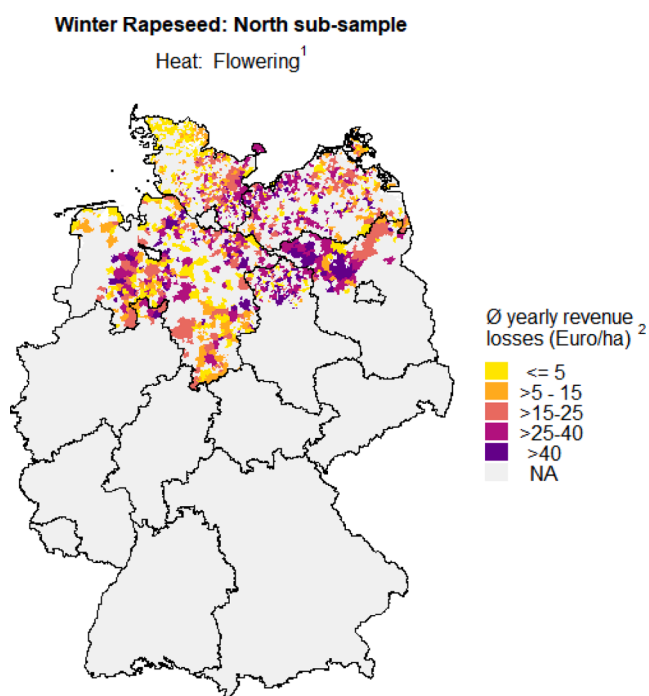 Winter Rapeseed: North sub-sample
Heat: Flowering1
Ø yearly revenue 2
losses (Euro/ha)
<= 5
>5 - 15
>15-25
>25-40
>40
NA